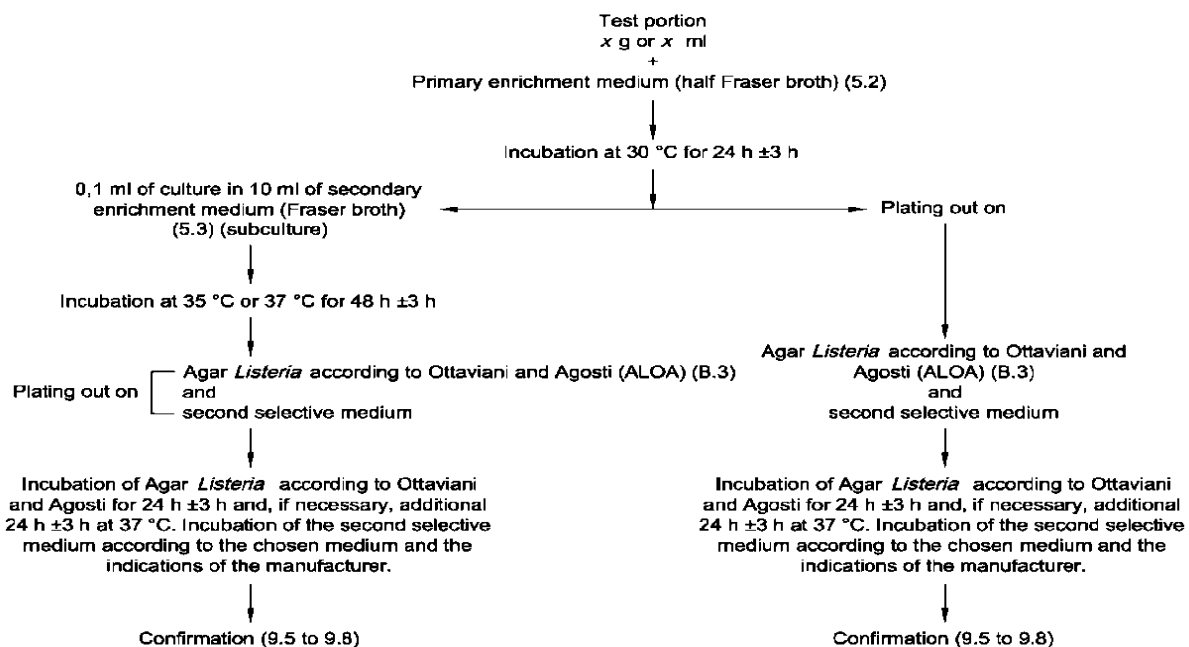 Test portion
x g or x ml
+
Primary enrichment medium (half Fraser broth) (5.2)
Incubation at 30 °C for 24 h ±3 h
0,1 ml of culture in 10 ml of secondary
enrichment medium (Fraser broth)
(5.3) (subculture)
Plating out on
Incubation at 35 °C or 37 °C for 48 h ±3 h
Plating out on
Agar Listeria according to Ottaviani and Agosti (ALOA) (B.3)
and
second selective medium
Agar Listeria according to Ottaviani and
Agosti (ALOA) (B.3)
and
second selective medium
Incubation of Agar Listeria according to Ottaviani
and Agosti for 24 h ±3 h and, if necessary, additional
24 h ±3 h at 37 °C. Incubation of the second selective
medium according to the chosen medium and the
indications of the manufacturer.
Incubation of Agar Listeria according to Ottaviani
and Agosti for 24 h ±3 h and, if necessary, additional
24 h ±3 h at 37 °C. Incubation of the second selective
medium according to the chosen medium and the
indications of the manufacturer.
Confirmation (9.5 to 9.8)
Confirmation (9.5 to 9.8)